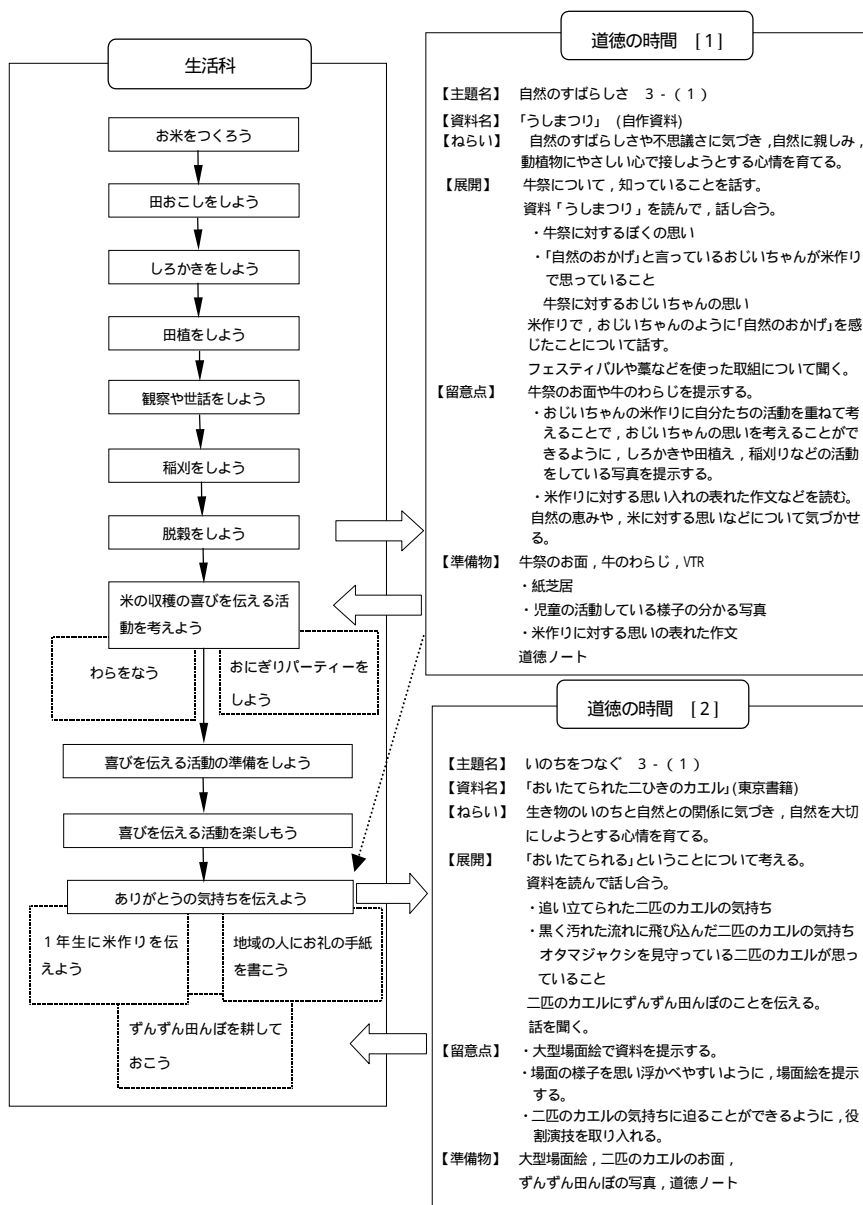 生活科
お米をつくろう
田おこしをしよう
しろかきをしよう
田植をしよう
観察や世話をしよう
稲刈をしよう
脱穀をしよう
米の収穫の喜びを伝える活
動を考えよう
わらをなう
おにぎりパーティーを
しよう
喜びを伝える活動の準備をしよう
喜びを伝える活動を楽しもう
ありがとうの気持ちを伝えよう
1年生に米作りを伝
えよう
地域の人にお礼の手紙
を書こう
ずんずん田んぼを耕して
おこう
道徳の時間 [1]
【主題名】 自然のすばらしさ 3-(1)
【資料名】 「うしまつり」 (自作資料)
【ねらい】 自然のすばらしさや不思議さに気づき,自然に親しみ,
動植物にやさしい心で接しようとする心情を育てる。
【展開】 牛祭について,知っていることを話す。
資料「うしまつり」を読んで,話し合う。
・牛祭に対するぼくの思い
・「自然のおかげ」と言っているおじいちゃんが米作り
で思っていること
牛祭に対するおじいちゃんの思い
米作りで,おじいちゃんのように「自然のおかげ」を感
じたことについて話す。
フェスティバルや藁などを使った取組について聞く。
【留意点】 牛祭のお面や牛のわらじを提示する。
・おじいちゃんの米作りに自分たちの活動を重ねて考
えることで,おじいちゃんの思いを考えることがで
きるように,しろかきや田植え,稲刈りなどの活動
をしている写真を提示する。
・米作りに対する思い入れの表れた作文などを読む。
自然の恵みや,米に対する思いなどについて気づかせ
る。
【準備物】 牛祭のお面,牛のわらじ,VTR
・紙芝居
・児童の活動している様子の分かる写真
・米作りに対する思いの表れた作文
道徳ノート
道徳の時間 [2]
【主題名】 いのちをつなぐ 3-(1)
【資料名】 「おいたてられた二ひきのカエル」(東京書籍)
【ねらい】 生き物のいのちと自然との関係に気づき,自然を大切
にしようとする心情を育てる。
【展開】 「おいたてられる」ということについて考える。
資料を読んで話し合う。
・追い立てられた二匹のカエルの気持ち
・黒く汚れた流れに飛び込んだ二匹のカエルの気持ち
オタマジャクシを見守っている二匹のカエルが思っ
ていること
二匹のカエルにずんずん田んぼのことを伝える。
話を聞く。
【留意点】 ・大型場面絵で資料を提示する。
・場面の様子を思い浮かべやすいように,場面絵を提示
する。
・二匹のカエルの気持ちに迫ることができるように,役
割演技を取り入れる。
【準備物】 大型場面絵,二匹のカエルのお面,
ずんずん田んぼの写真,道徳ノート